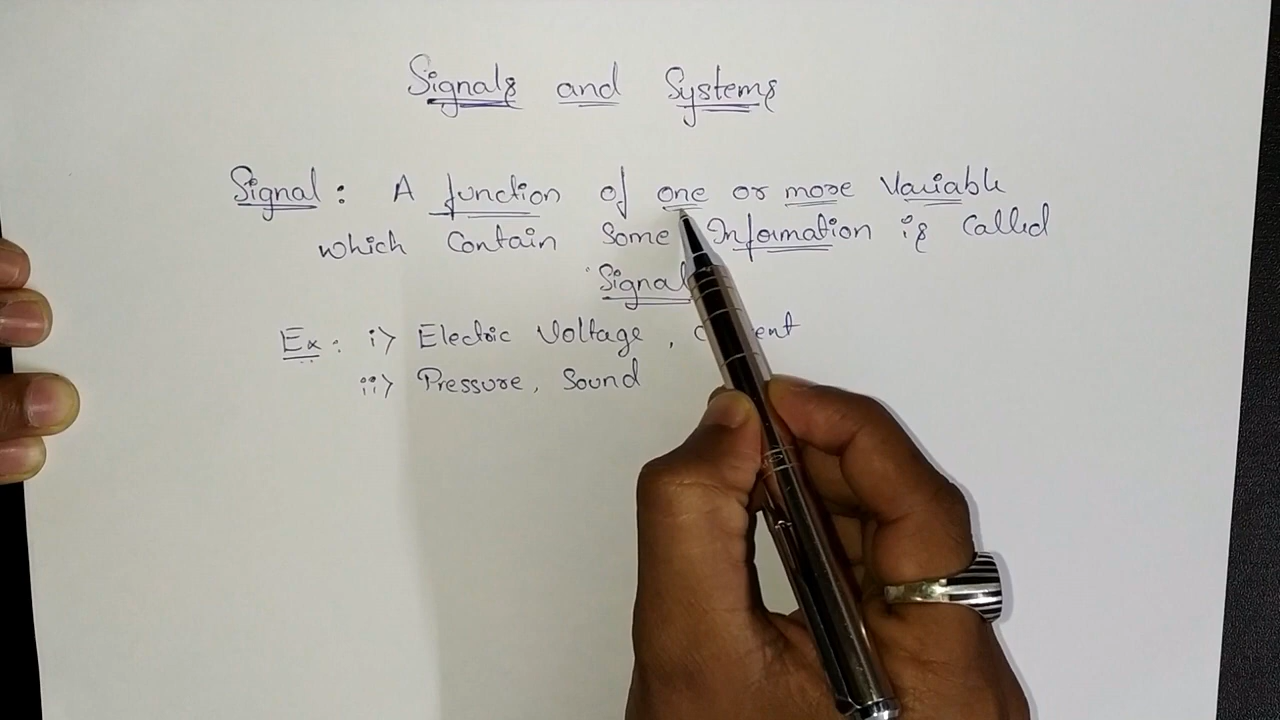 Signals and Systems
Signal : A function of one or more Variable
which Contain Some Information is Called
Signal
Ex : i> Electric Voltage ,
ii> Pressure, Sound